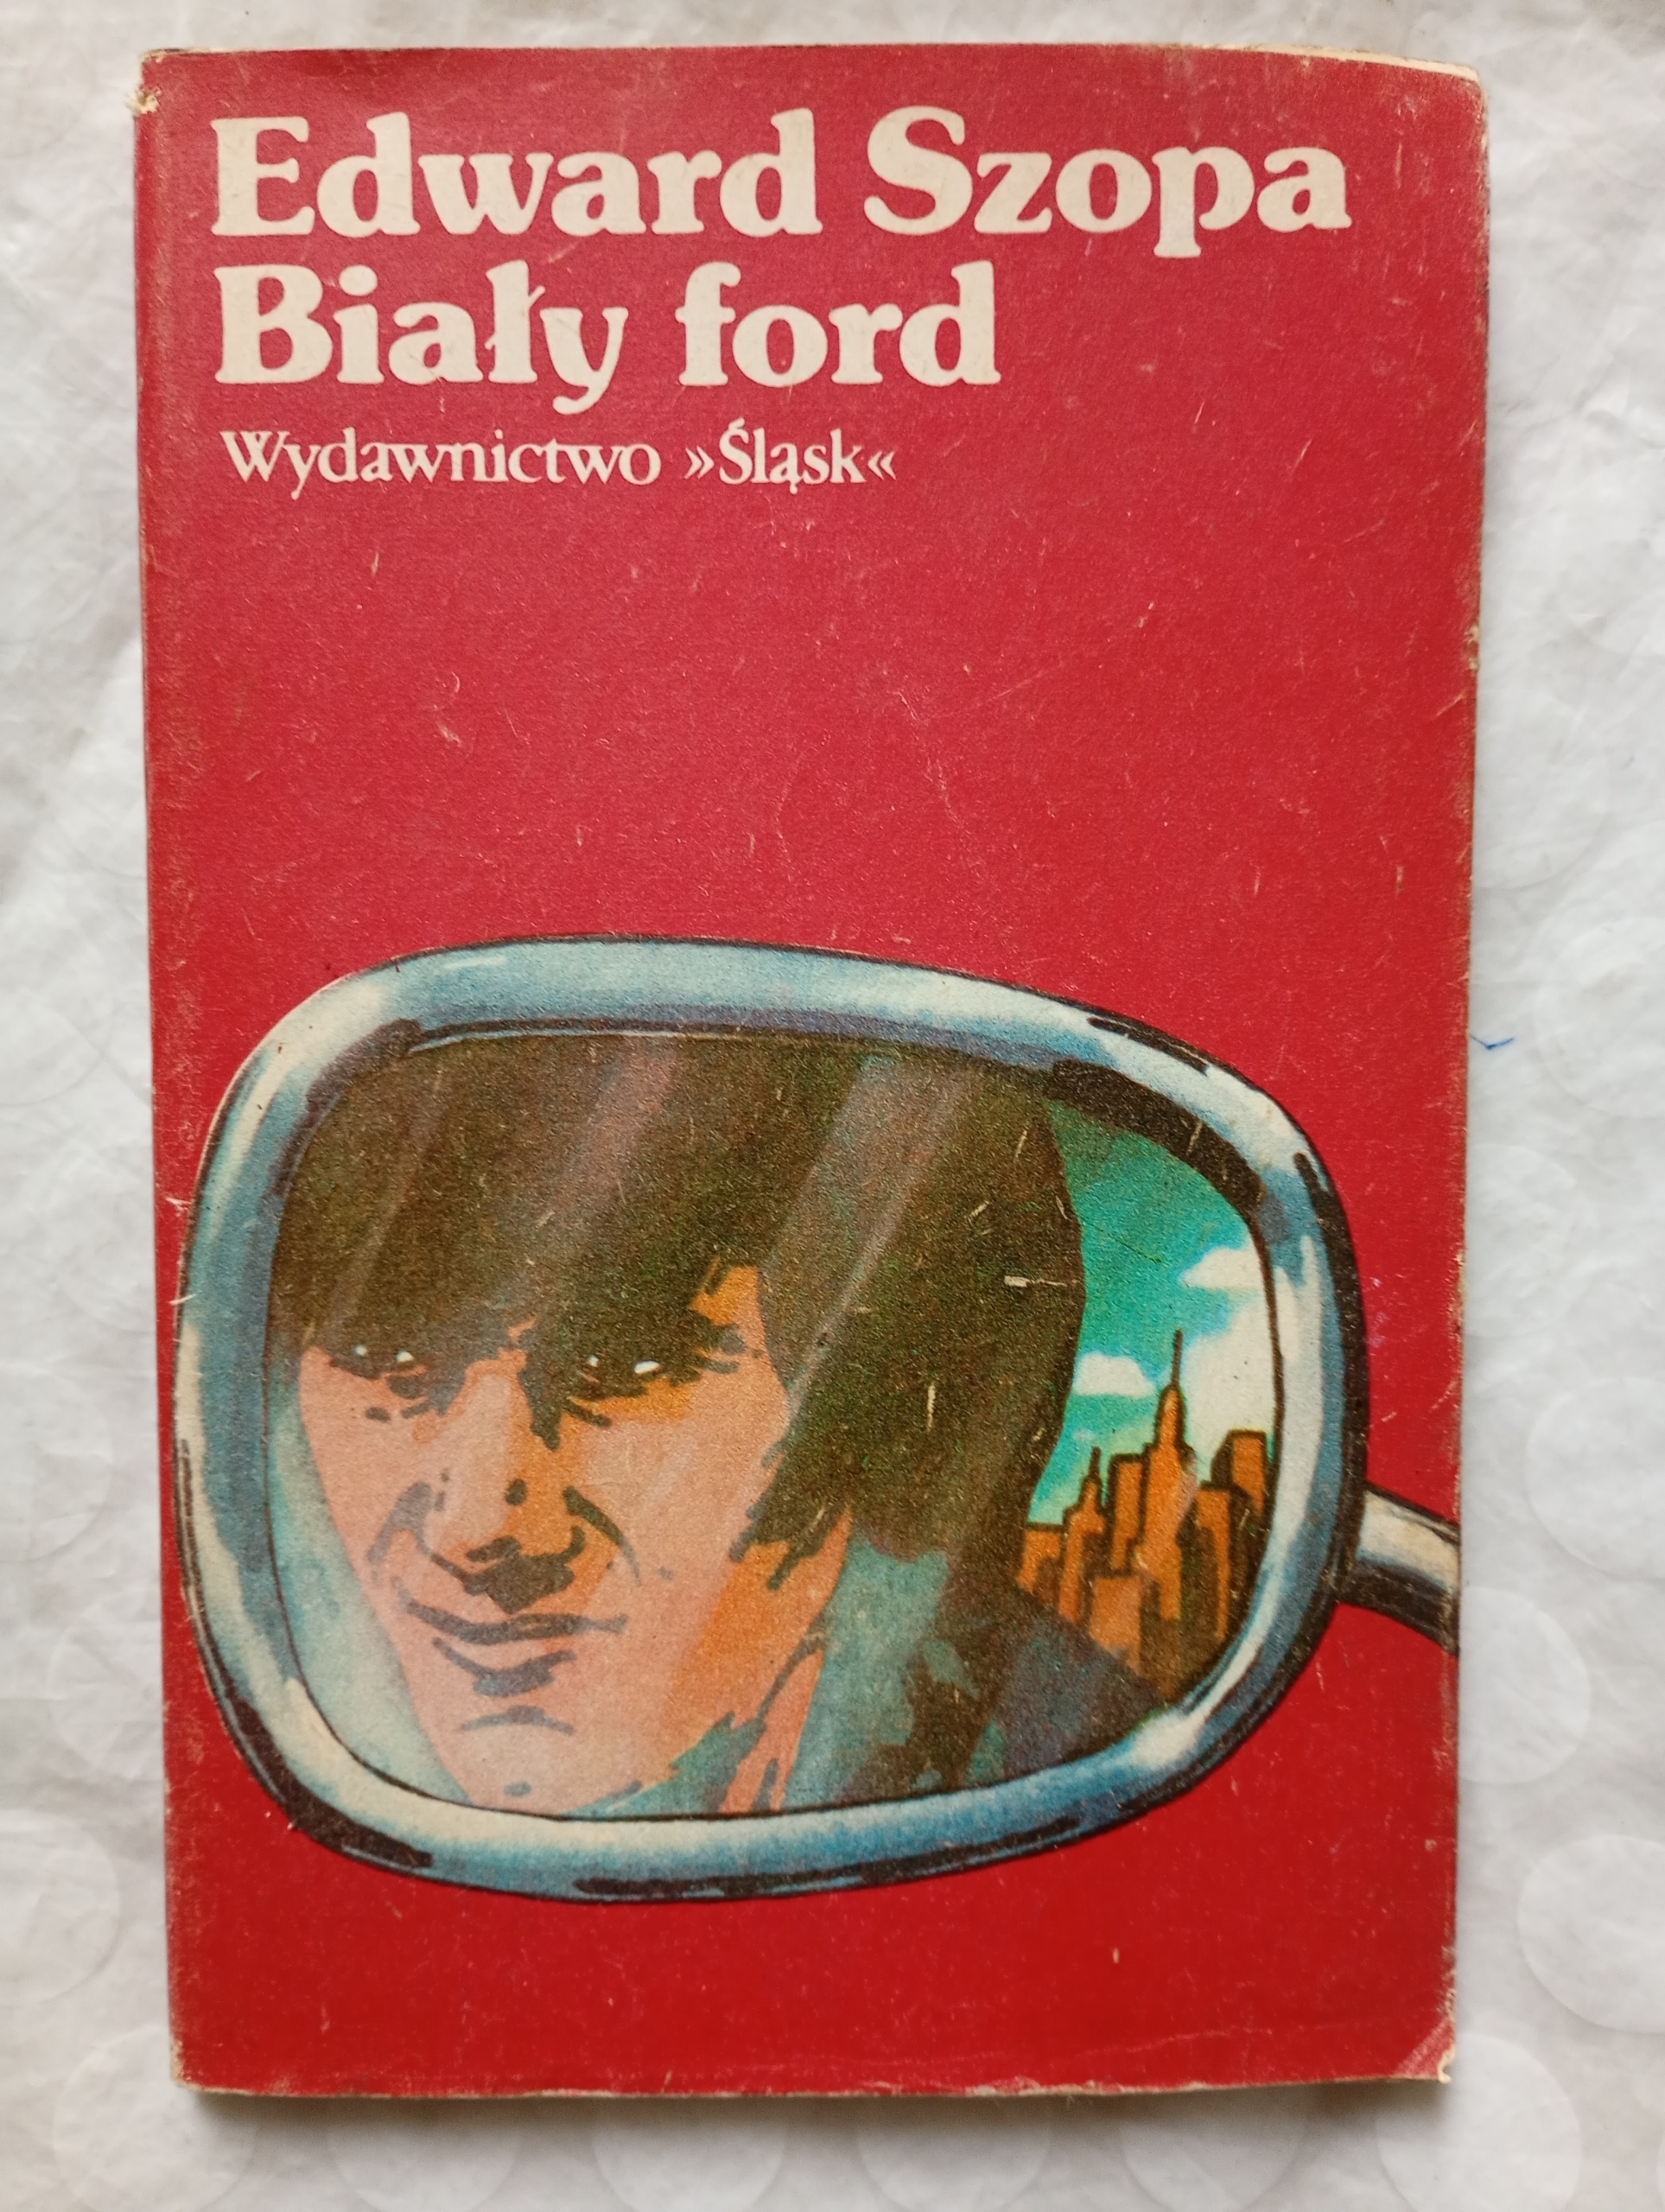 Edward Szopa
Biały ford
Wydawnictwo »Śląsk«